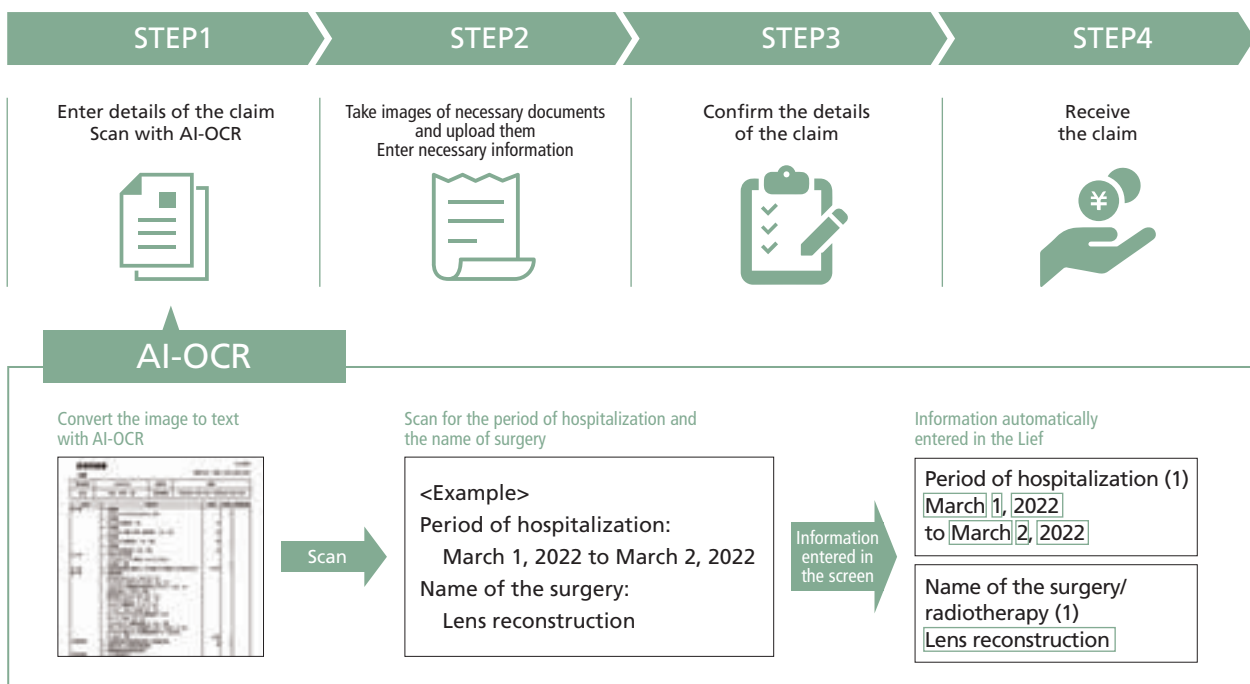 STEP1
STEP2
STEP3
STEP4
Enter details of the claim
Scan with AI-OCR
Take images of necessary documents
and upload them
Enter necessary information
Confirm the details
of the claim
Receive
the claim
¥
AI-OCR
Convert the image to text
with AI-OCR
Scan
Scan for the period of hospitalization and
the name of surgery
<Example>
Period of hospitalization:
March 1, 2022 to March 2, 2022
Name of the surgery:
Lens reconstruction
Information
entered in
the screen
Information automatically
entered in the Lief
Period of hospitalization (1)
March 1, 2022
to March 2, 2022
Name of the surgery/
radiotherapy (1)
Lens reconstruction